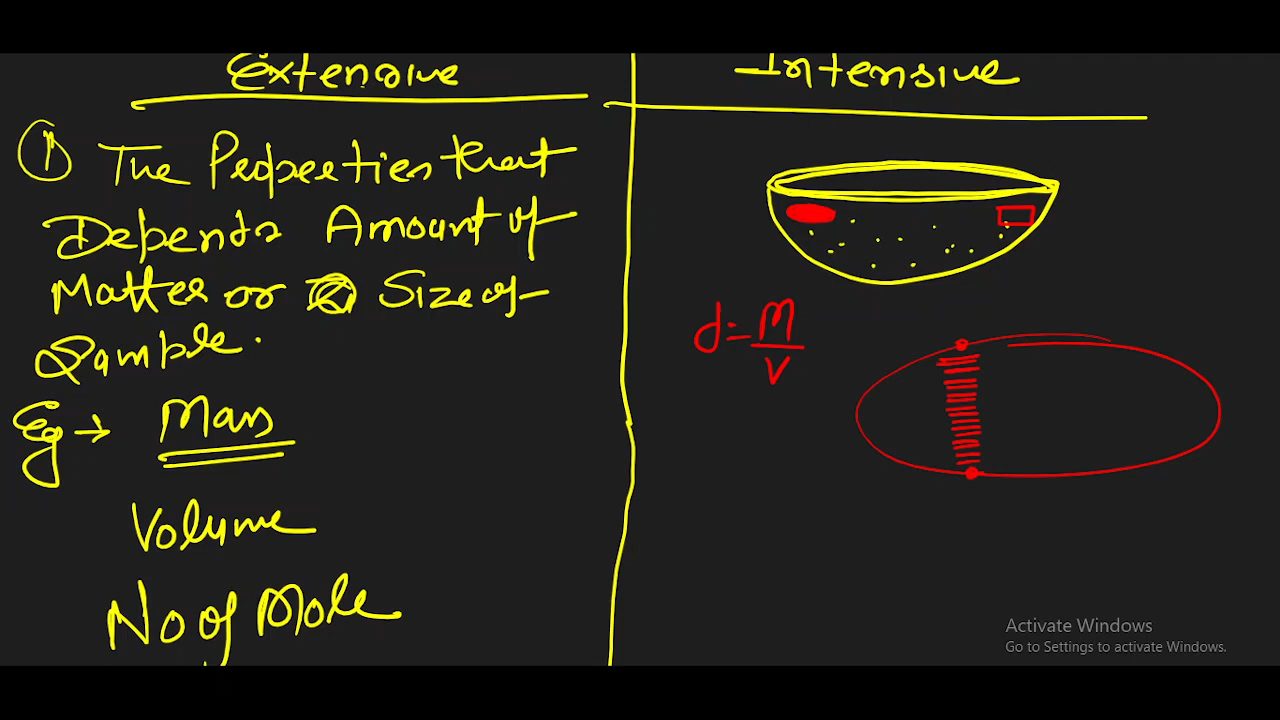 Extensive
Intensive
① The Properties that
Depends Amount of
Matter or Size of
Sample.
Eg → Mass
Volume
No of Mole
d = M
V
Activate Windows
Go to Settings to activate Windows.